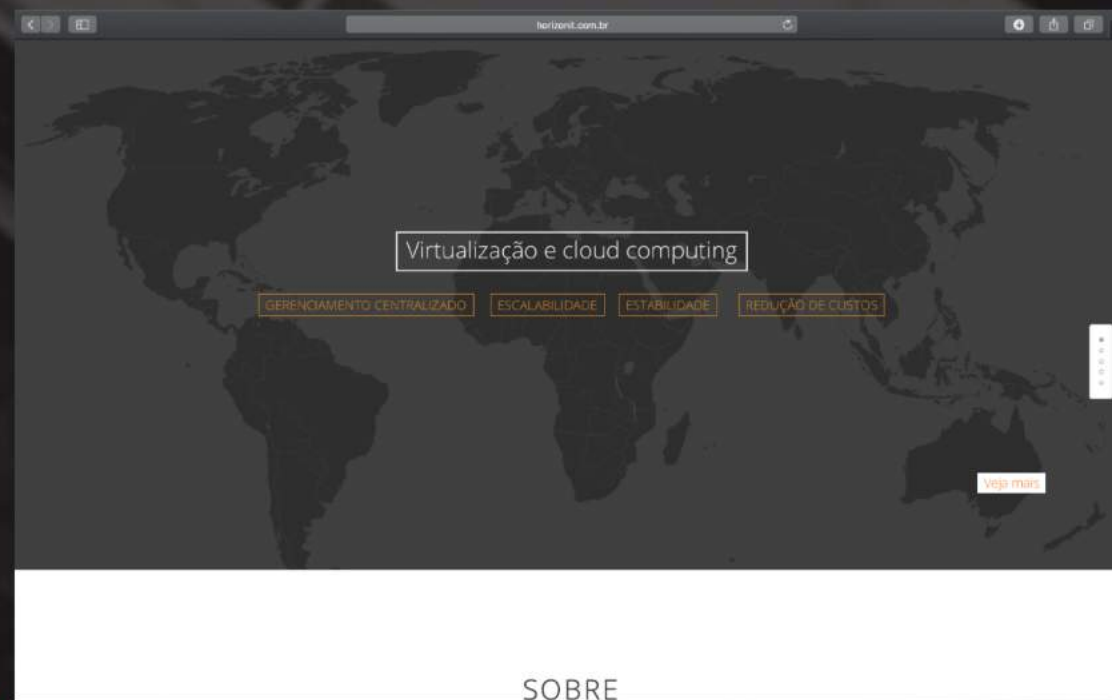 horizonit.com.br
Virtualização e cloud computing
GERENCIAMENTO CENTRALIZADO ESCALABILIDADE ESTABILIDADE REDUÇÃO DE CUSTOS
Veja mais
SOBRE